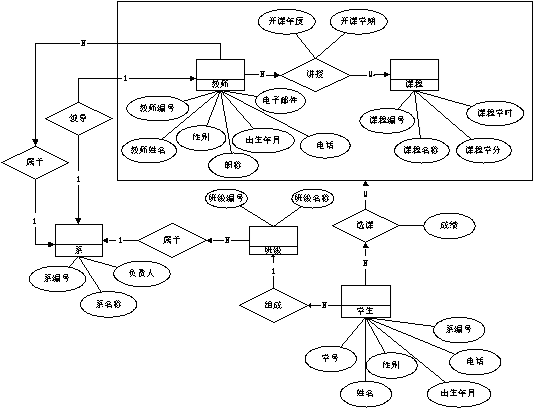 开课年度
开课学期
N
1
教师
N
讲授
M
课程
教师编号
电子邮件
课程学时
领导
教师姓名
性别
出生年月
电话
课程编号
职称
课程名称
课程学分
属于
1
1
班级编号
班级名称
M
选课
成绩
系
1
属于
N
班级
N
系编号
负责人
系名称
1
组成
N
学生
系编号
学号
性别
电话
姓名
出生年月